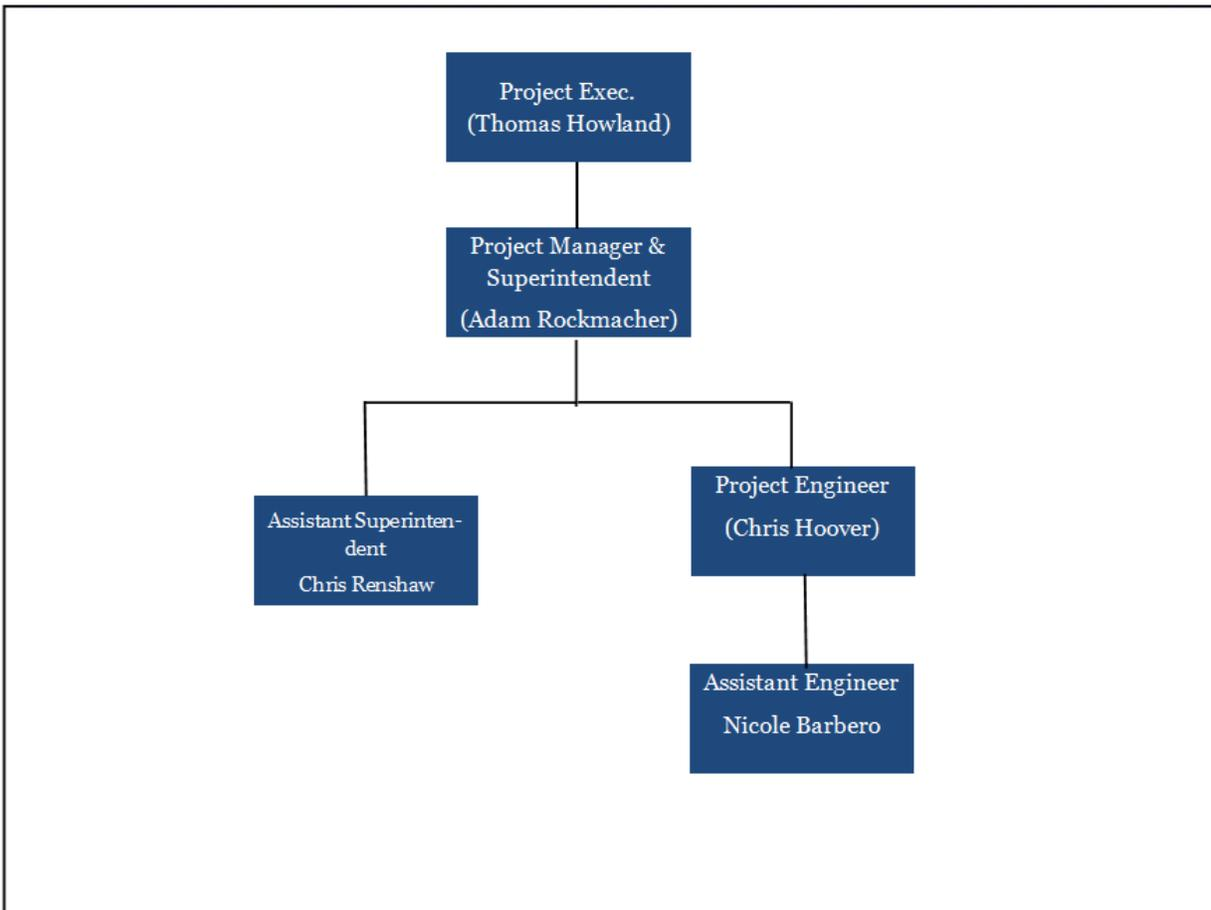 Project Exec.
(Thomas Howland)
Project Manager &
Superintendent
(Adam Rockmacher)
Assistant Superinten-
dent
Chris Renshaw
Project Engineer
(Chris Hoover)
Assistant Engineer
Nicole Barbero